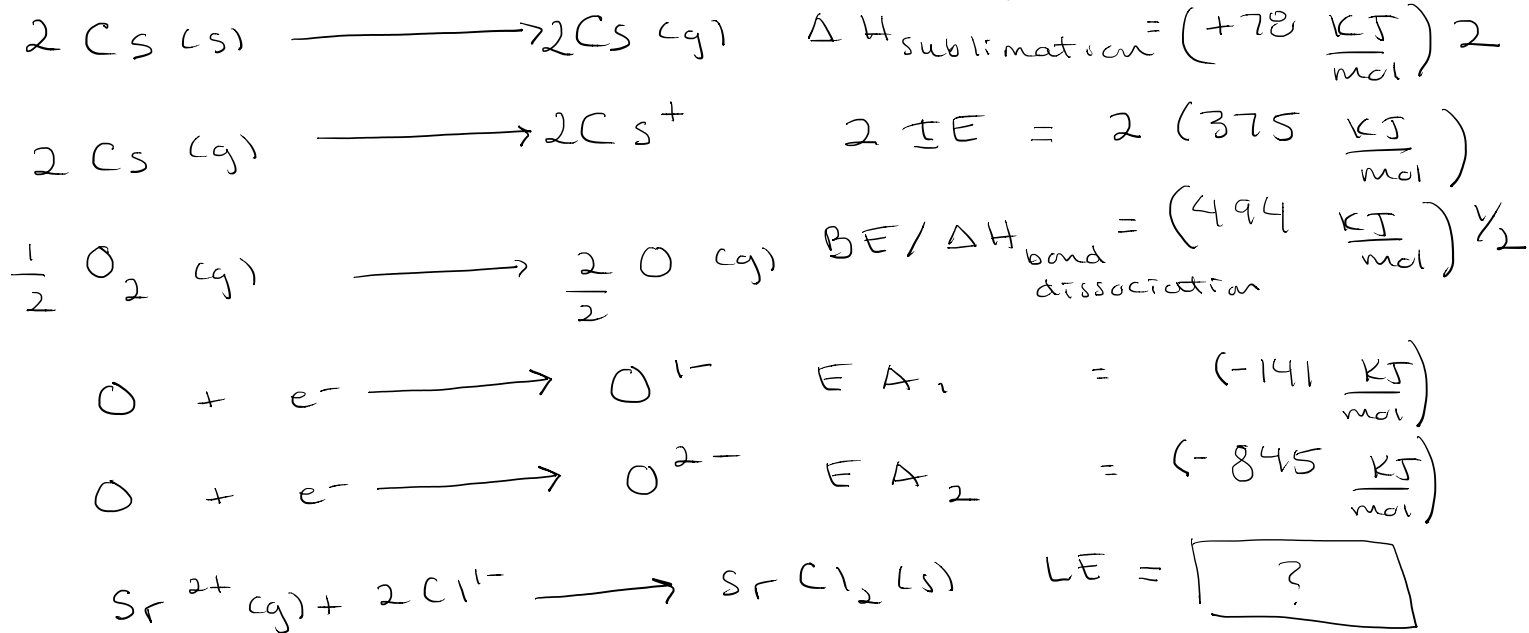 2 Cs (s) ⟶ 2Cs (g) ΔH sublimation = (+78 KJ/mol) 2
2 Cs (g) ⟶ 2Cs⁺ 2 IE = 2 (375 KJ/mol)
1/2 O₂ (g) ⟶ 2/2 O (g) BE/ΔH bond dissociation = (494 KJ/mol) 1/2
O + e⁻ ⟶ O¹⁻ EA₁ = (-141 KJ/mol)
O + e⁻ ⟶ O²⁻ EA₂ = (-845 KJ/mol)
Sr²⁺ (g) + 2Cl¹⁻ ⟶ SrCl₂ (s) LE = ?